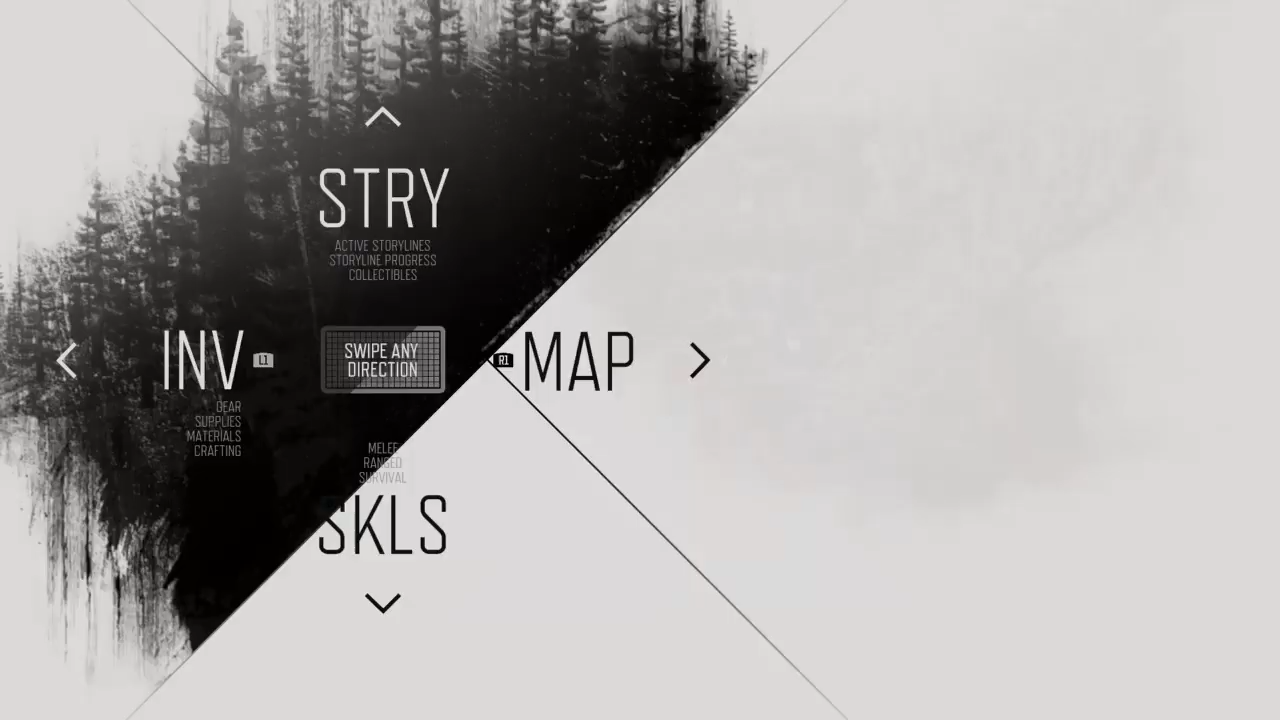 STRY
ACTIVE STORYLINES
STORYLINE PROGRESS
COLLECTIBLES
INV
L1
SWIPE ANY
DIRECTION
R1
MAP
GEAR
SUPPLIES
MATERIALS
CRAFTING
MELEE
RANGED
SURVIVAL
SKLS